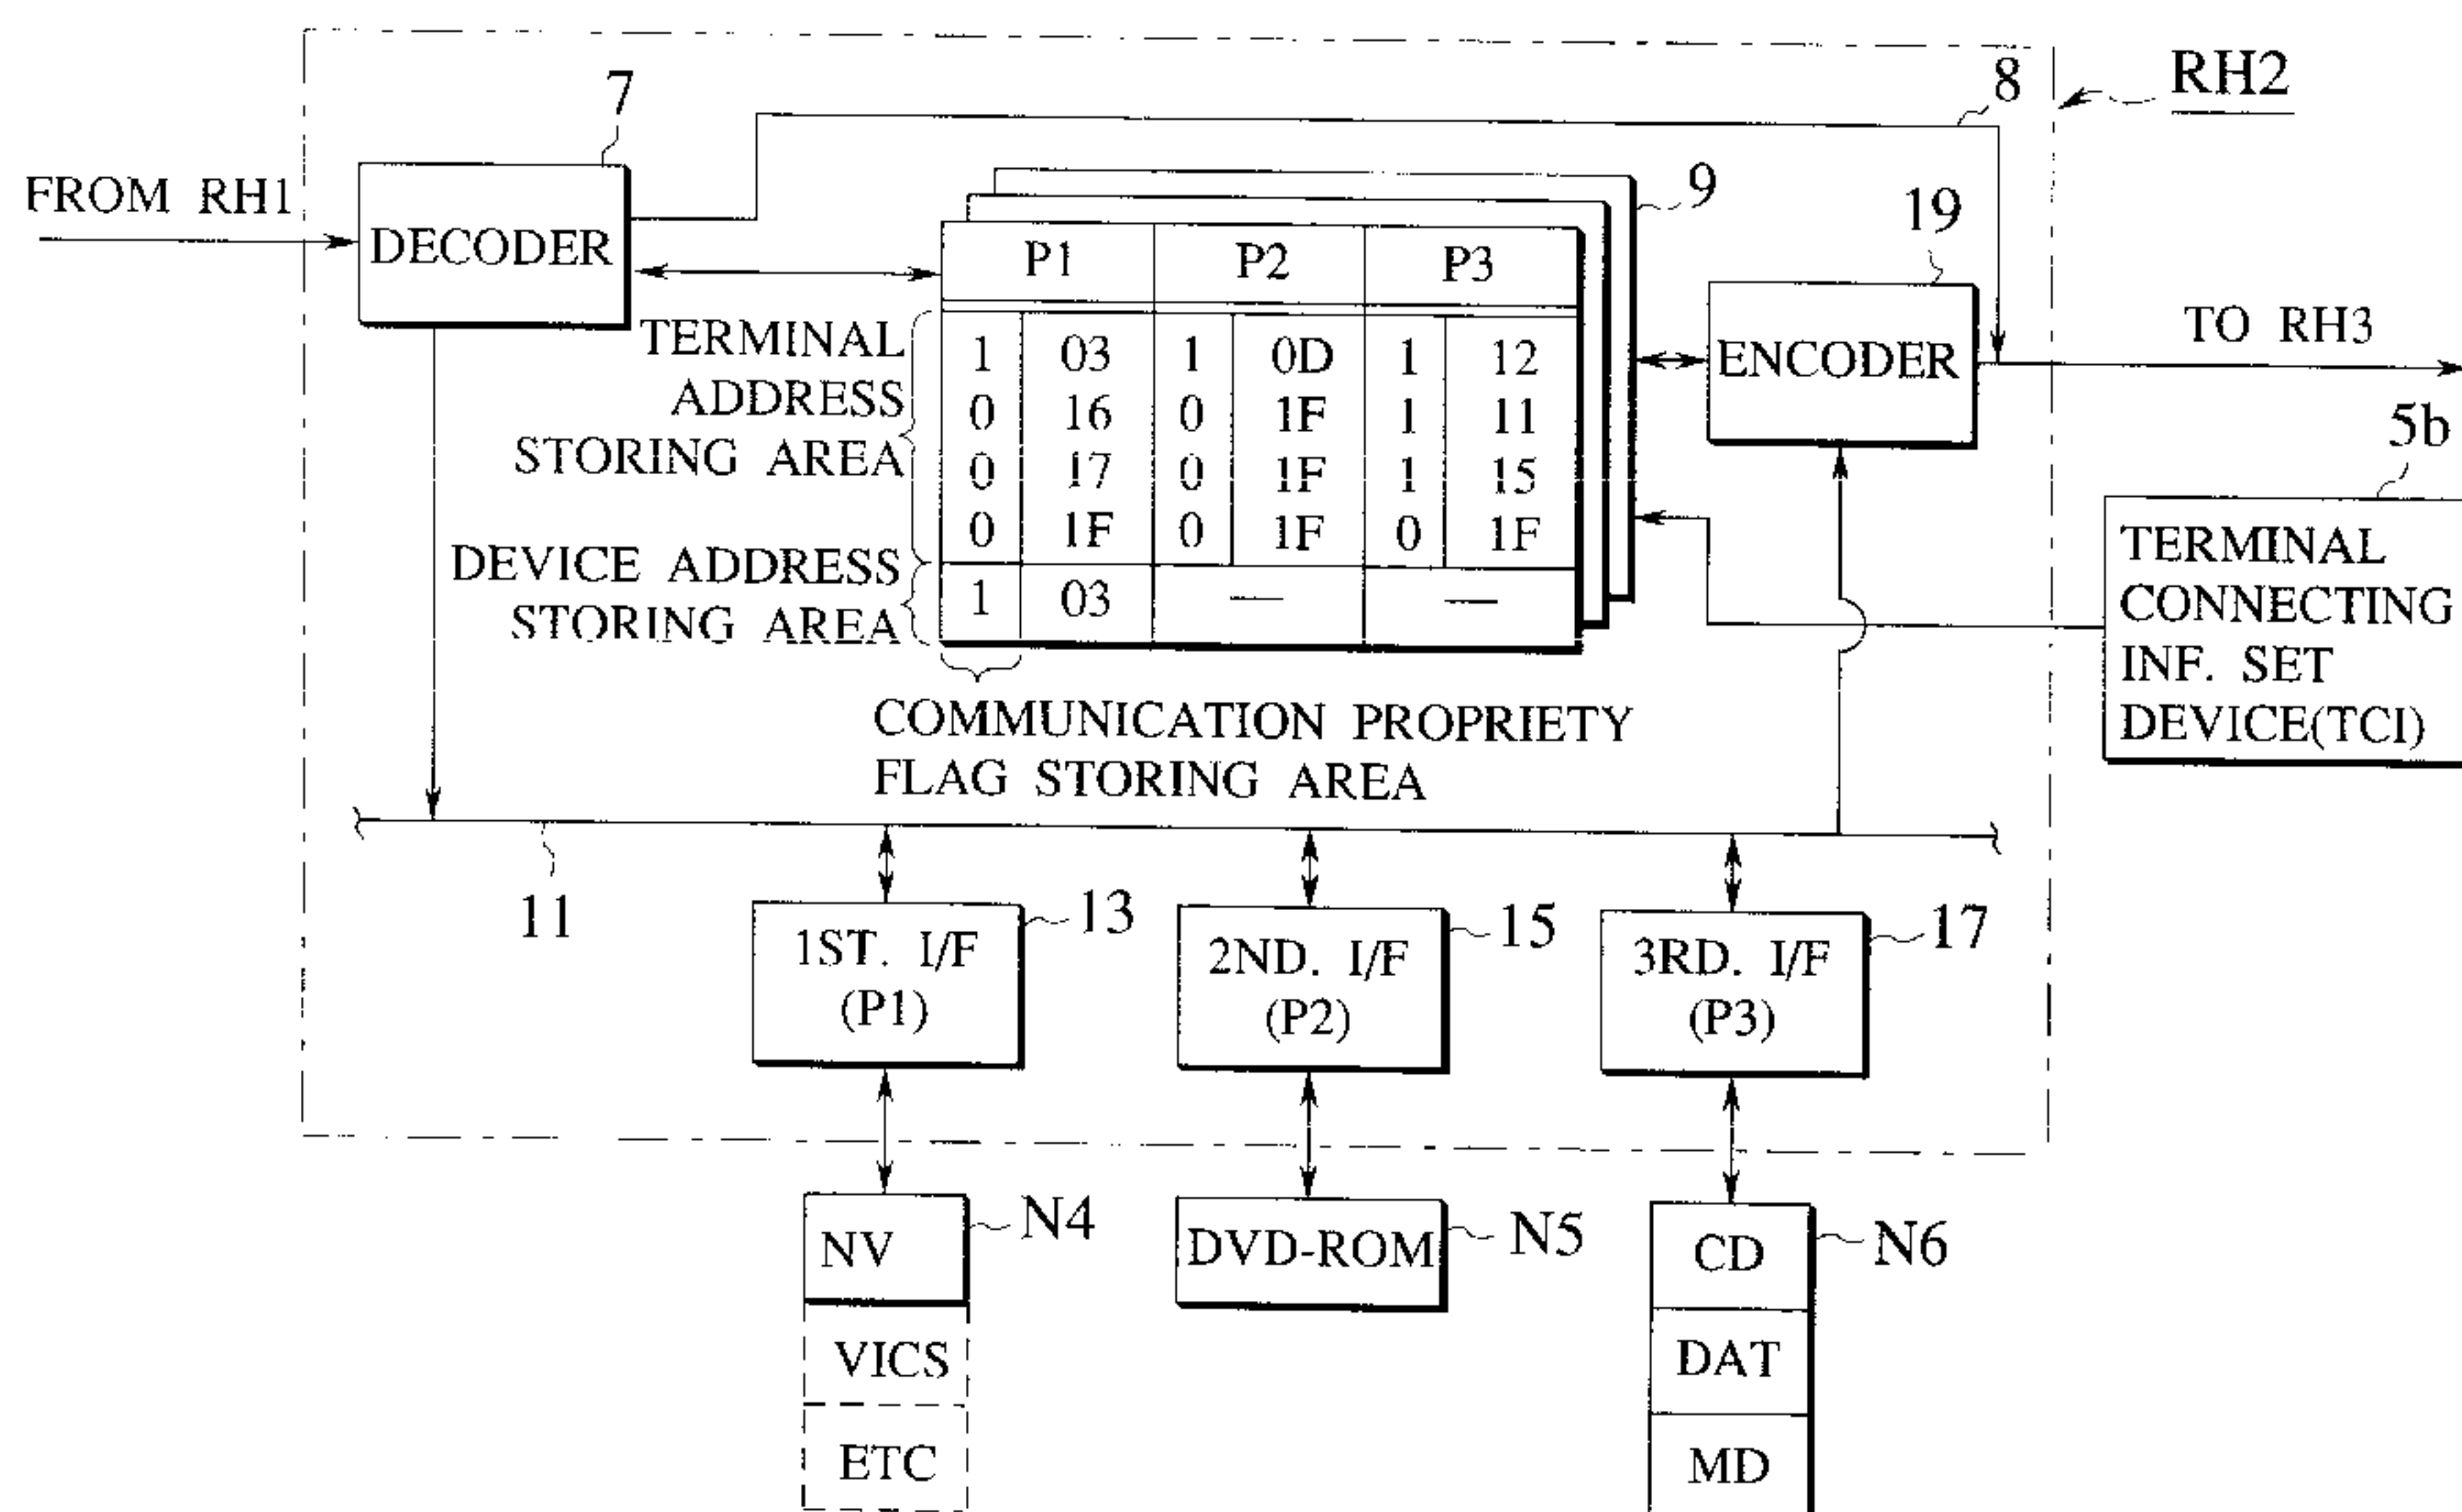 RH2
7
8
FROM RH1
DECODER
9
19
P1 P2 P3
TERMINAL
ADDRESS
STORING AREA
1 03 1 0D 1 12
0 16 0 1F 1 11
0 17 0 1F 1 15
0 1F 0 1F 0 1F
ENCODER
TO RH3
5b
DEVICE ADDRESS
STORING AREA
1 03 — —
TERMINAL
CONNECTING
INF. SET
DEVICE(TCI)
COMMUNICATION PROPRIETY
FLAG STORING AREA
11
1ST. I/F
(P1)
13
2ND. I/F
(P2)
15
3RD. I/F
(P3)
17
NV
N4
DVD-ROM
N5
CD
N6
VICS
DAT
ETC
MD